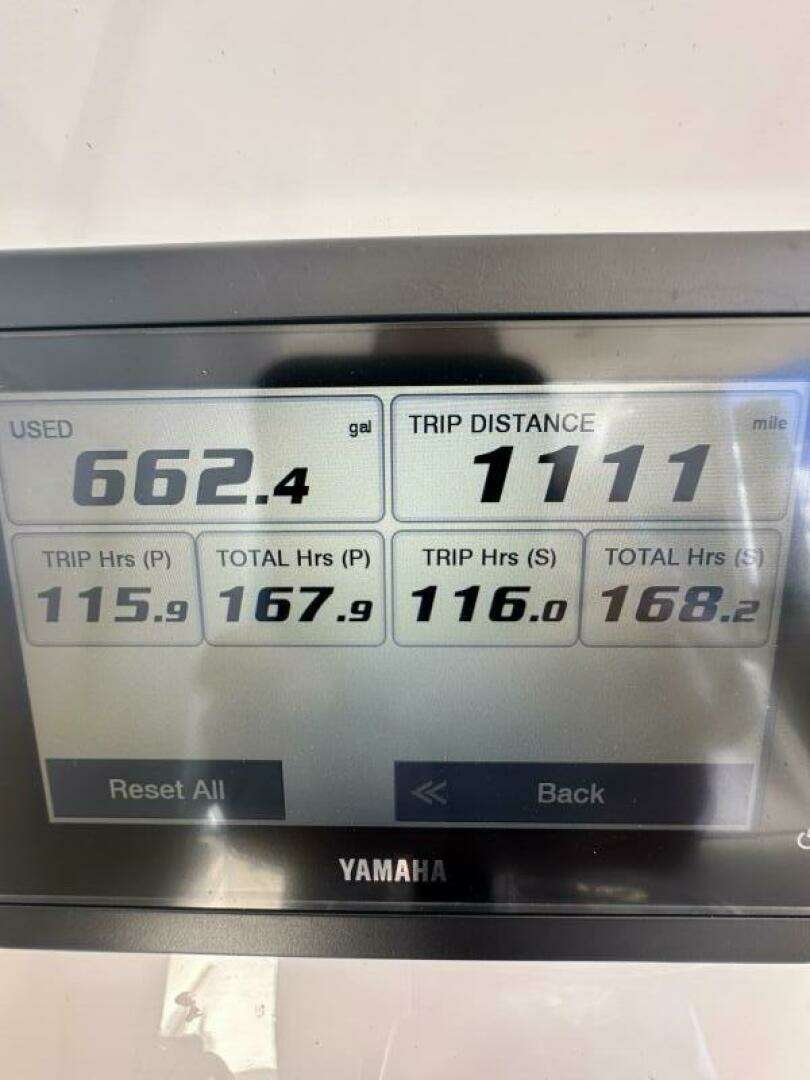 USED gal TRIP DISTANCE mile
662.4 1111
TRIP Hrs (P) TOTAL Hrs (P) TRIP Hrs (S) TOTAL Hrs (S)
115.9 167.9 116.0 168.2
Reset All Back
YAMAHA